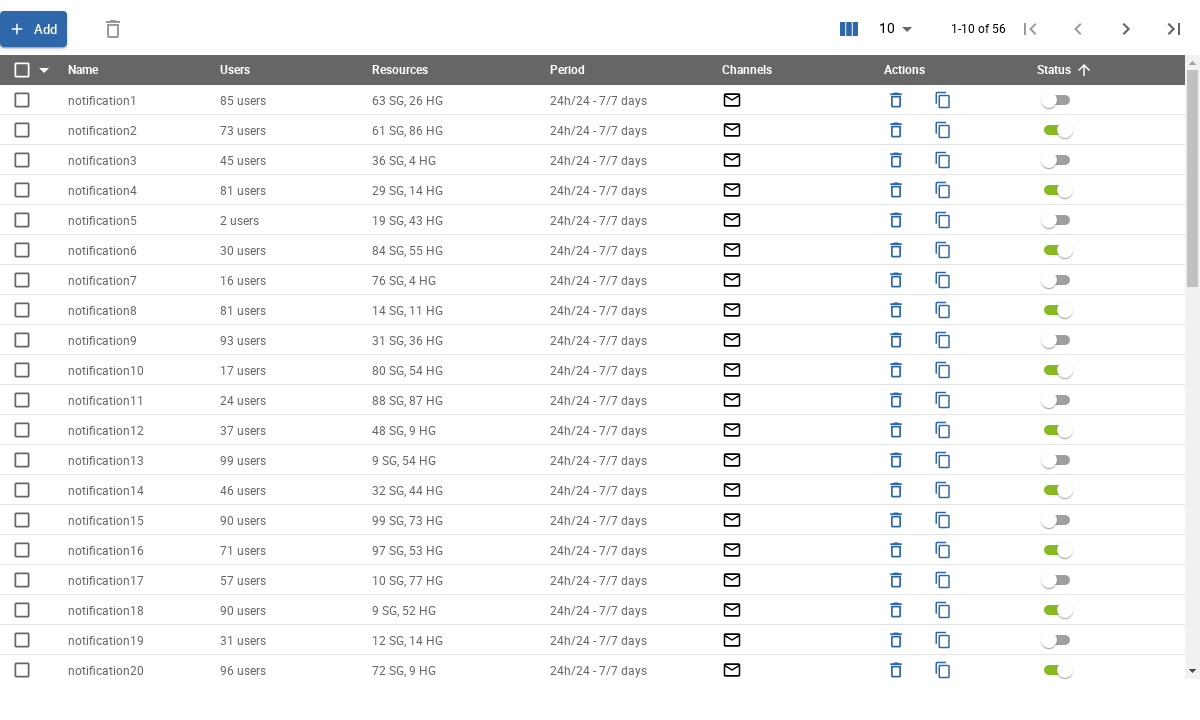 Add 10 1-10 of 56
Name Users Resources Period Channels Actions Status
notification1 85 users 63 SG, 26 HG 24h/24 - 7/7 days
notification2 73 users 61 SG, 86 HG 24h/24 - 7/7 days
notification3 45 users 36 SG, 4 HG 24h/24 - 7/7 days
notification4 81 users 29 SG, 14 HG 24h/24 - 7/7 days
notification5 2 users 19 SG, 43 HG 24h/24 - 7/7 days
notification6 30 users 84 SG, 55 HG 24h/24 - 7/7 days
notification7 16 users 76 SG, 4 HG 24h/24 - 7/7 days
notification8 81 users 14 SG, 11 HG 24h/24 - 7/7 days
notification9 93 users 31 SG, 36 HG 24h/24 - 7/7 days
notification10 17 users 80 SG, 54 HG 24h/24 - 7/7 days
notification11 24 users 88 SG, 87 HG 24h/24 - 7/7 days
notification12 37 users 48 SG, 9 HG 24h/24 - 7/7 days
notification13 99 users 9 SG, 54 HG 24h/24 - 7/7 days
notification14 46 users 32 SG, 44 HG 24h/24 - 7/7 days
notification15 90 users 99 SG, 73 HG 24h/24 - 7/7 days
notification16 71 users 97 SG, 53 HG 24h/24 - 7/7 days
notification17 57 users 10 SG, 77 HG 24h/24 - 7/7 days
notification18 90 users 9 SG, 52 HG 24h/24 - 7/7 days
notification19 31 users 12 SG, 14 HG 24h/24 - 7/7 days
notification20 96 users 72 SG, 9 HG 24h/24 - 7/7 days